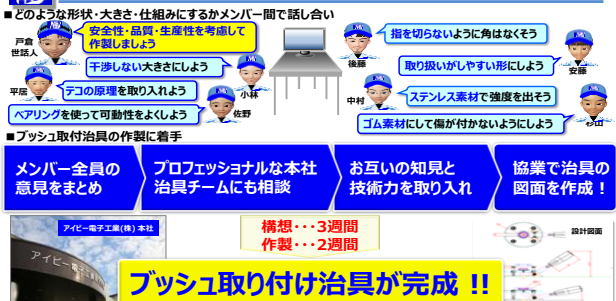 ■どのような形状・大きさ・仕組みにするかメンバー間で話し合い
戸倉
世話人
安全性・品質・生産性を考慮して
作製しましょう
干渉しない大きさにしよう
小林
平居
テコの原理を取り入れよう
ベアリングを使って可動性をよくしよう
佐野
後藤
指を切らないように角はなくそう
取り扱いがしやすい形にしよう
安藤
中村
ステンレス素材で強度を出そう
ゴム素材にして傷が付かないようにしよう
杉山
■ブッシュ取付治具の作製に着手
メンバー全員の
意見をまとめ
プロフェッショナルな本社
治具チームにも相談
お互いの知見と
技術力を取り入れ
協業で治具の
図面を作成！
アイビー電子工業(株) 本社
アイビー電子工
構想・・・3週間
作製・・・2週間
設計図面
ブッシュ取り付け治具が完成 !!